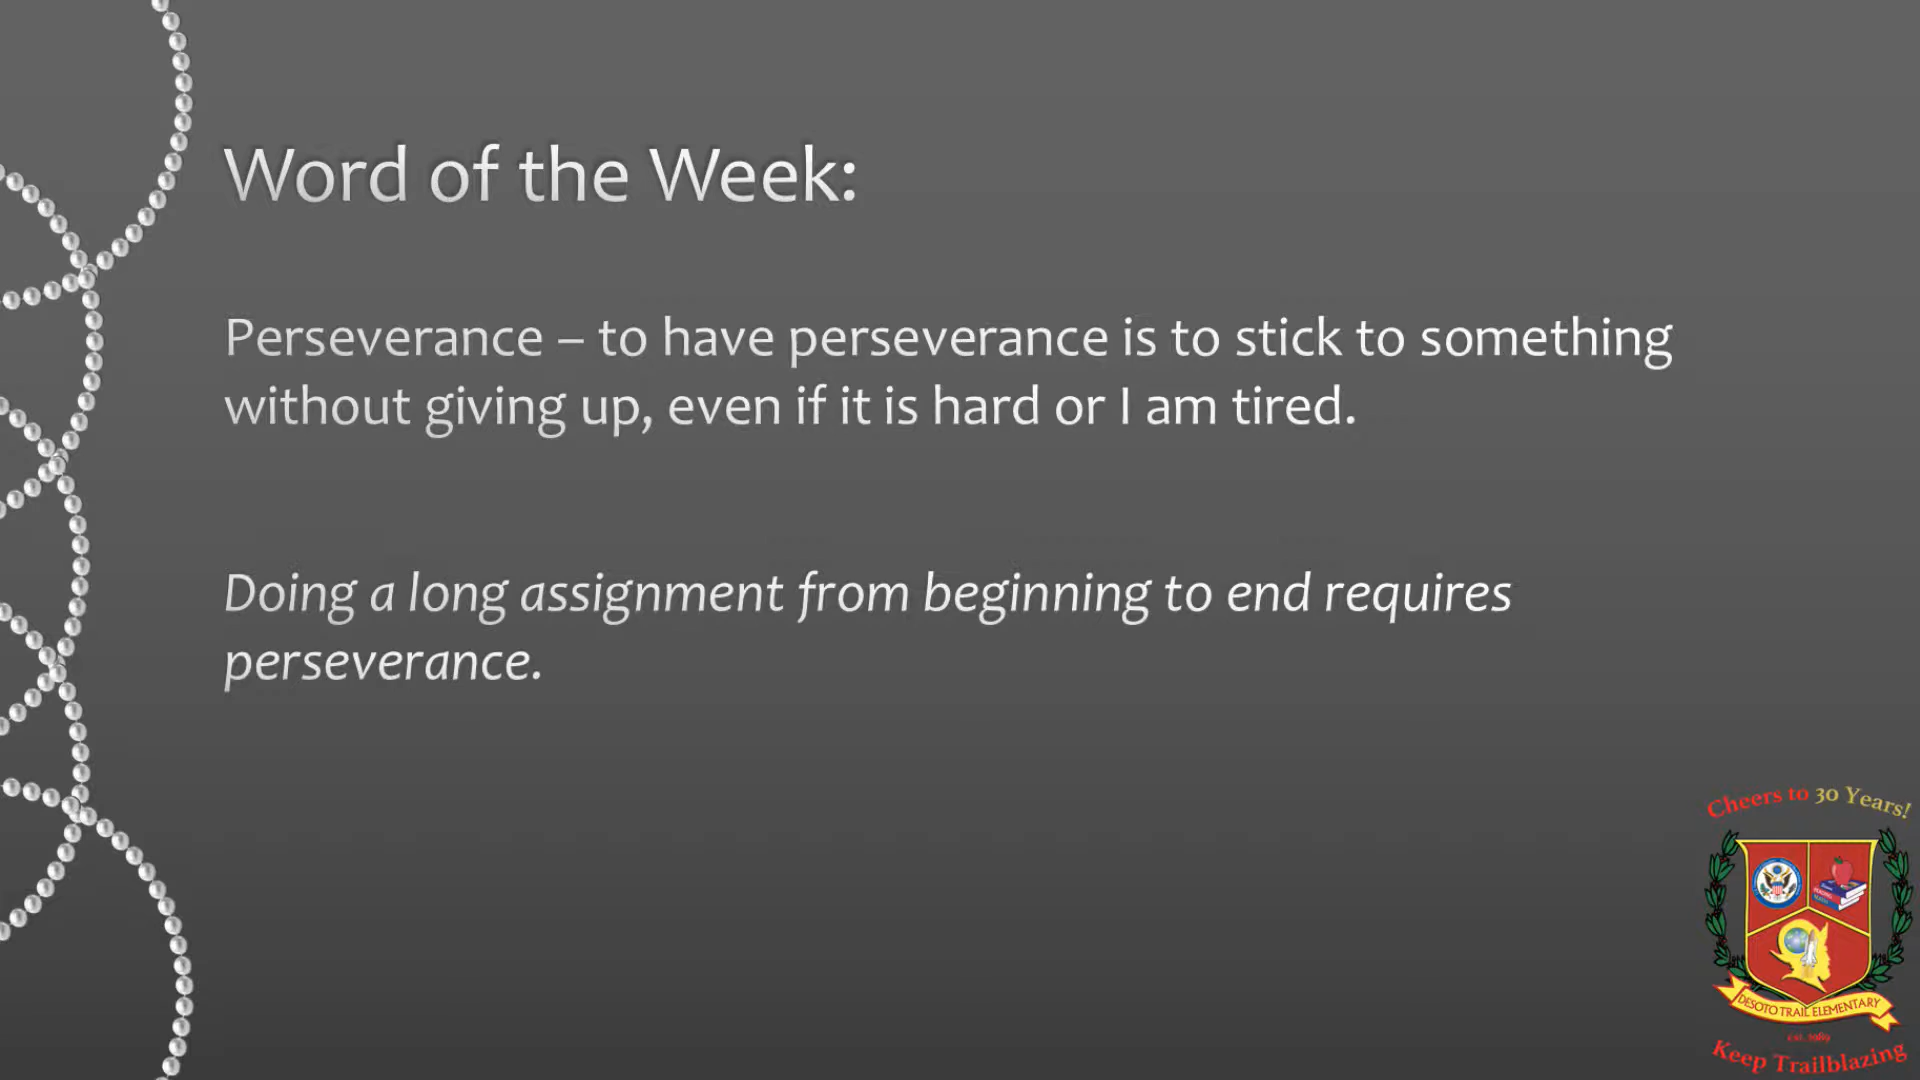 Word of the Week:
Perseverance – to have perseverance is to stick to something
without giving up, even if it is hard or I am tired.
Doing a long assignment from beginning to end requires
perseverance.
Cheers to 30 Years!
DESOTO TRAIL ELEMENTARY
est. 1989
Keep Trailblazing